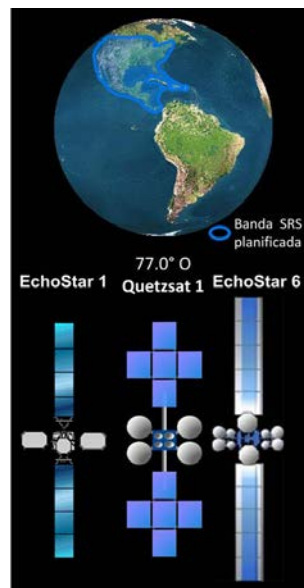 Banda SRS
planificada
77.0° O
EchoStar 1
Quetzsat 1
EchoStar 6